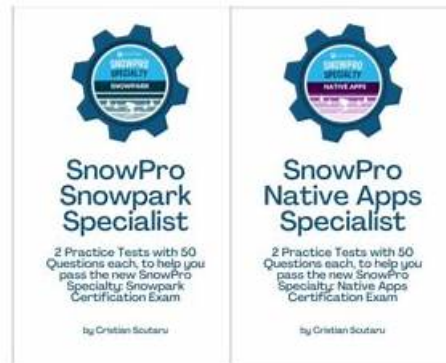 SNOWPRO
SPECIALTY
SNOWPARK
SnowPro
Snowpark
Specialist
2 Practice Tests with 50
Questions each, to help you
pass the new SnowPro
Specialty: Snowpark
Certification Exam
by Cristian Scutaru
SNOWPRO
SPECIALTY
NATIVE APPS
SnowPro
Native Apps
Specialist
2 Practice Tests with 50
Questions each, to help you
pass the new SnowPro
Specialty: Native Apps
Certification Exam
by Cristian Scutaru